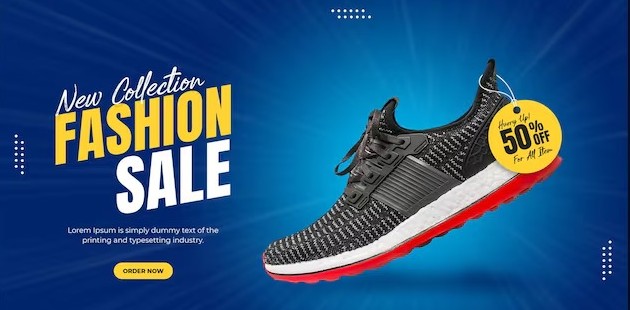 New Collection
FASHION
SALE
Lorem Ipsum is simply dummy text of the
printing and typesetting industry.
ORDER NOW
Hurry Up!
50% OFF
For All Item